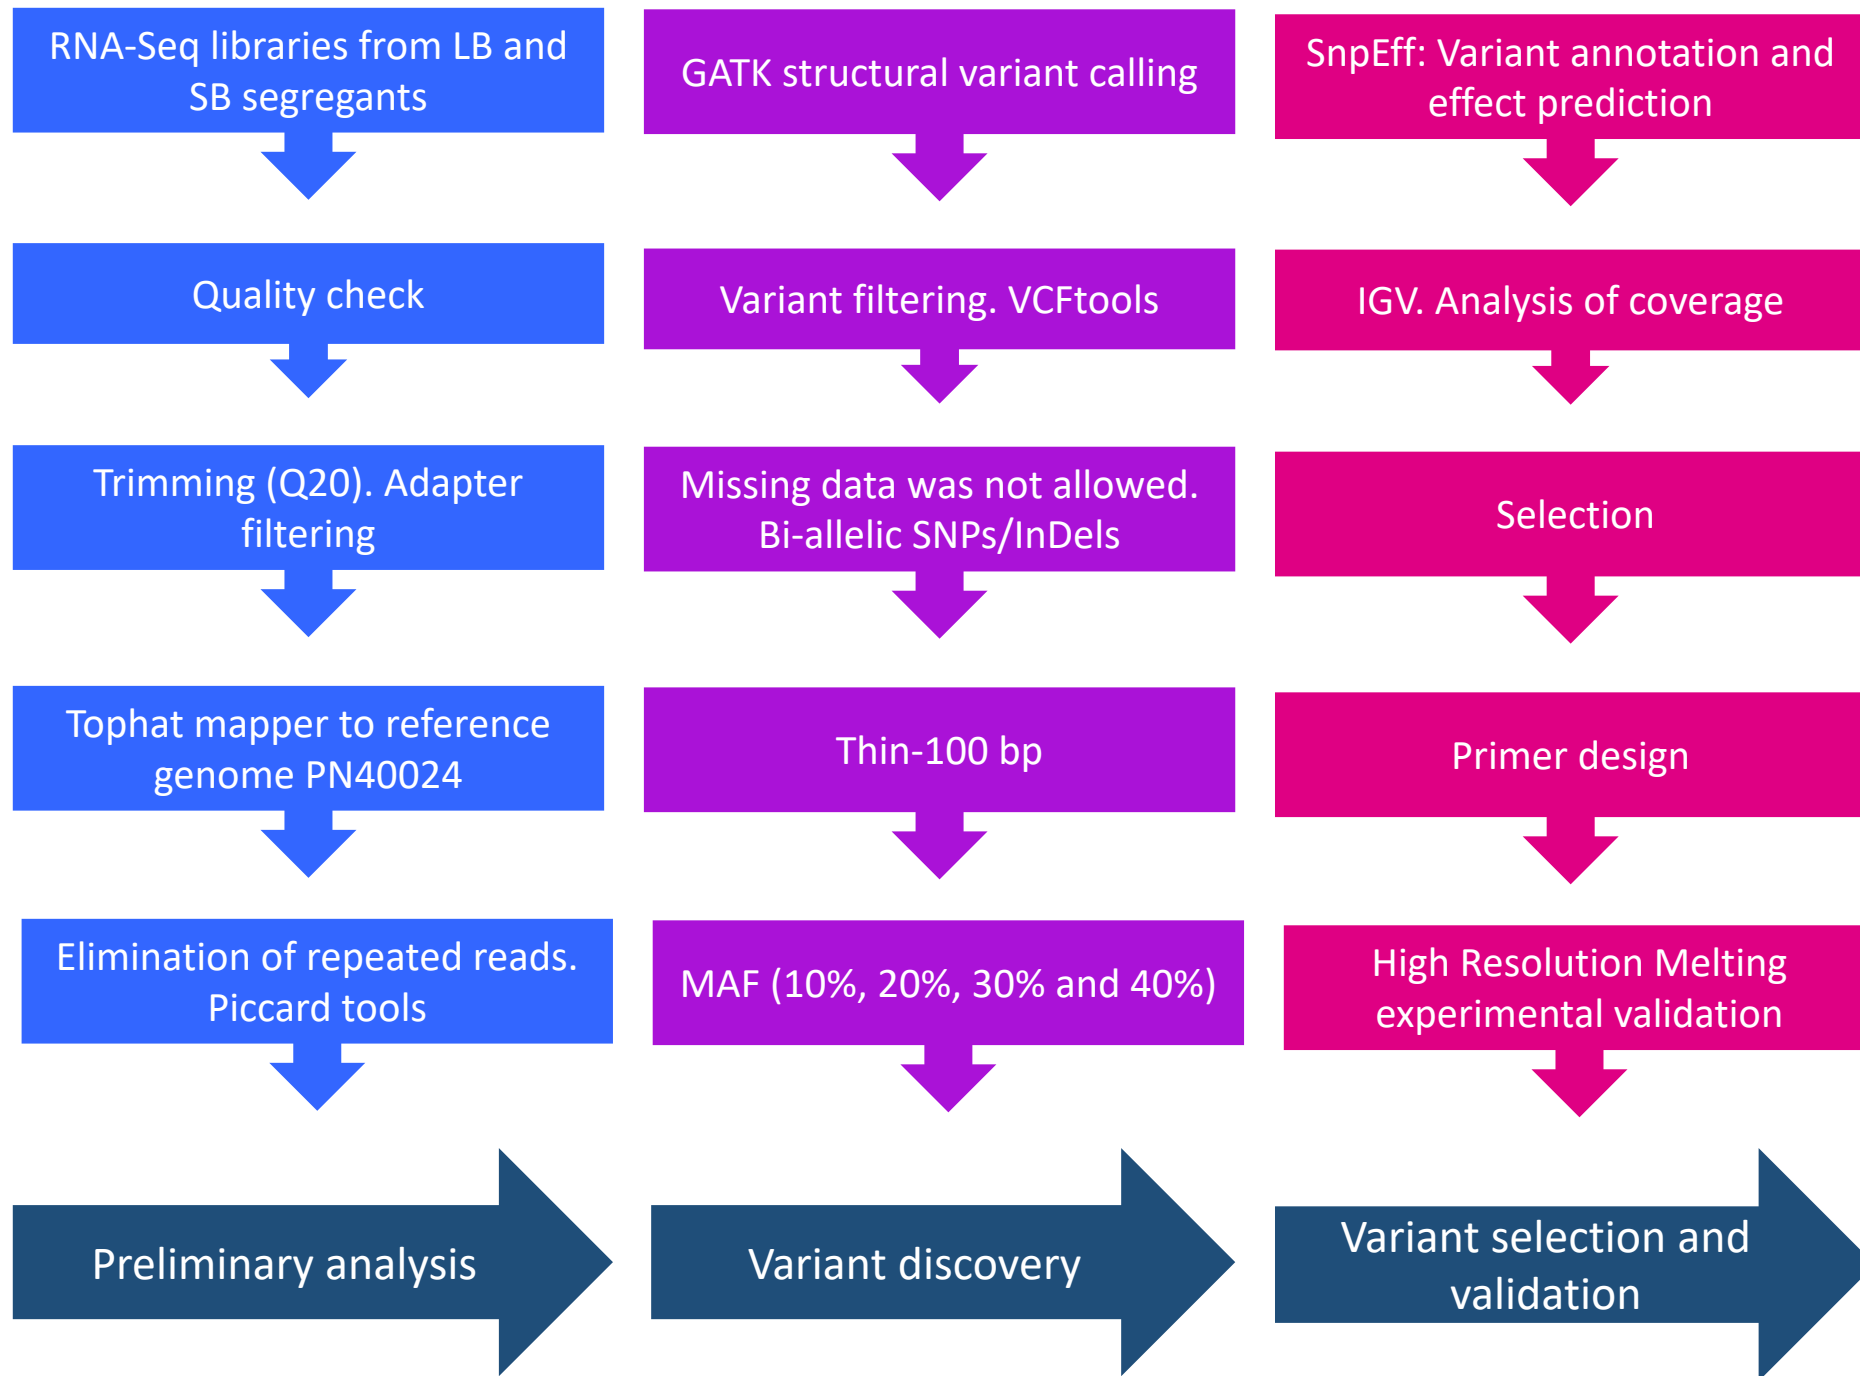 RNA-Seq libraries from LB and
SB segregants
Quality check
Trimming (Q20). Adapter
filtering
Tophat mapper to reference
genome PN40024
Elimination of repeated reads.
Piccard tools
Preliminary analysis
GATK structural variant calling
Variant filtering. VCFtools
Missing data was not allowed.
Bi-allelic SNPs/InDels
Thin-100 bp
MAF (10%, 20%, 30% and 40%)
Variant discovery
SnpEff: Variant annotation and
effect prediction
IGV. Analysis of coverage
Selection
Primer design
High Resolution Melting
experimental validation
Variant selection and
validation